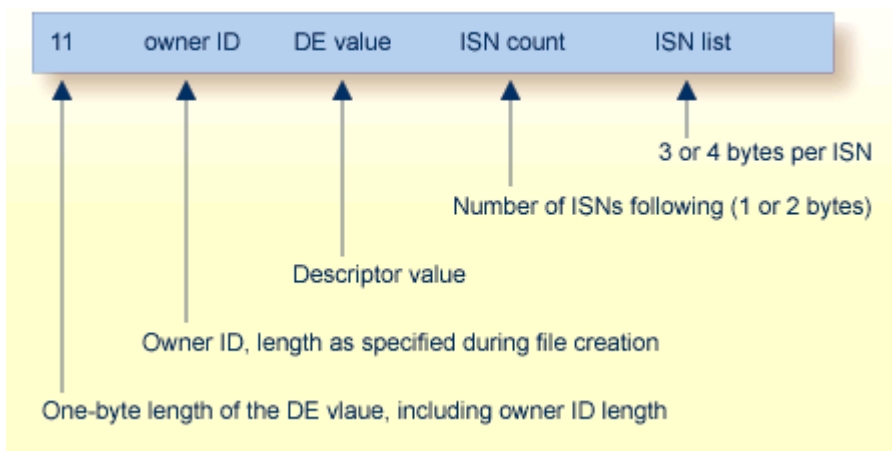 11 owner ID DE value ISN count ISN list
3 or 4 bytes per ISN
Number of ISNs following (1 or 2 bytes)
Descriptor value
Owner ID, length as specified during file creation
One-byte length of the DE vlaue, including owner ID length